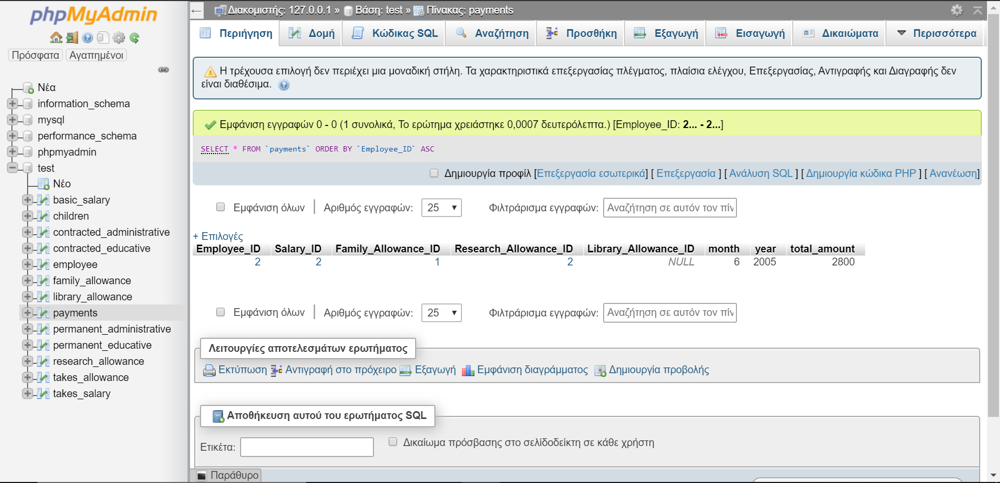 phpMyAdmin
Πρόσφατα Αγαπημένοι
Νέα
information_schema
mysql
performance_schema
phpmyadmin
test
Νέο
basic_salary
children
contracted_administrative
contracted_educative
employee
family_allowance
library_allowance
payments
permanent_administrative
permanent_educative
research_allowance
takes_allowance
takes_salary
Διακομιστής: 127.0.0.1 » Βάση: test » Πίνακας: payments
Περιήγηση Δομή Κώδικας SQL Αναζήτηση Προσθήκη Εξαγωγή Εισαγωγή Δικαιώματα Περισσότερα
Η τρέχουσα επιλογή δεν περιέχει μια μοναδική στήλη. Τα χαρακτηριστικά επεξεργασίας πλέγματος, πλαίσια ελέγχου, Επεξεργασίας, Αντιγραφής και Διαγραφής δεν
είναι διαθέσιμα.
Εμφάνιση εγγραφών 0 - 0 (1 συνολικά, Το ερώτημα χρειάστηκε 0,0007 δευτερόλεπτα.) [Employee_ID: 2... - 2...]
SELECT * FROM `payments` ORDER BY `Employee_ID` ASC
Δημιουργία προφίλ [Επεξεργασία εσωτερικά] [ Επεξεργασία ] [ Ανάλυση SQL ] [ Δημιουργία κώδικα PHP ] [ Ανανέωση]
Εμφάνιση όλων | Αριθμός εγγραφών: 25 Φιλτράρισμα εγγραφών: Αναζήτηση σε αυτόν τον πίν
+ Επιλογές
Employee_ID Salary_ID Family_Allowance_ID Research_Allowance_ID Library_Allowance_ID month year total_amount
2 2 1 2 NULL 6 2005 2800
Εμφάνιση όλων | Αριθμός εγγραφών: 25 Φιλτράρισμα εγγραφών: Αναζήτηση σε αυτόν τον πίν
Λειτουργίες αποτελεσμάτων ερωτήματος
Εκτύπωση Αντιγραφή στο πρόχειρο Εξαγωγή Εμφάνιση διαγράμματος Δημιουργία προβολής
Αποθήκευση αυτού του ερωτήματος SQL
Ετικέτα: Δικαίωμα πρόσβασης στο σελίδοδείκτη σε κάθε χρήστη
Παράθυρο